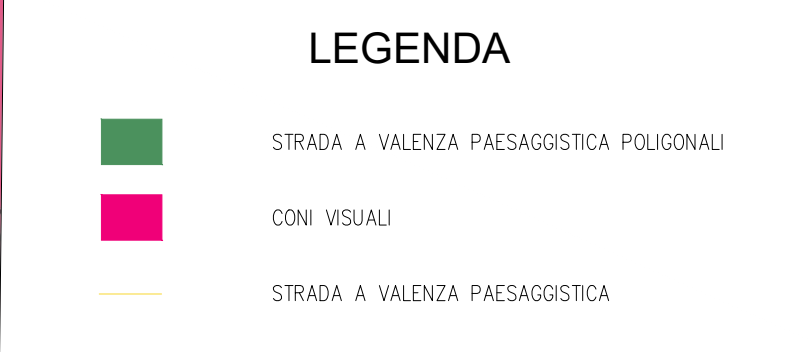 LEGENDA
STRADA A VALENZA PAESAGGISTICA POLIGONALI
CONI VISUALI
STRADA A VALENZA PAESAGGISTICA